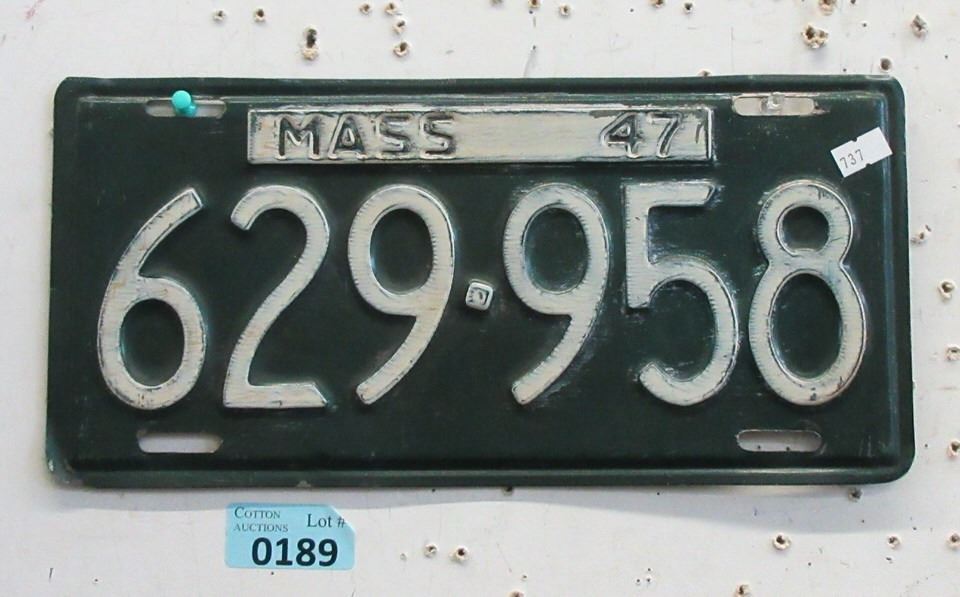 MASS 47
737
629·958
COTTON
AUCTIONS Lot #
0189